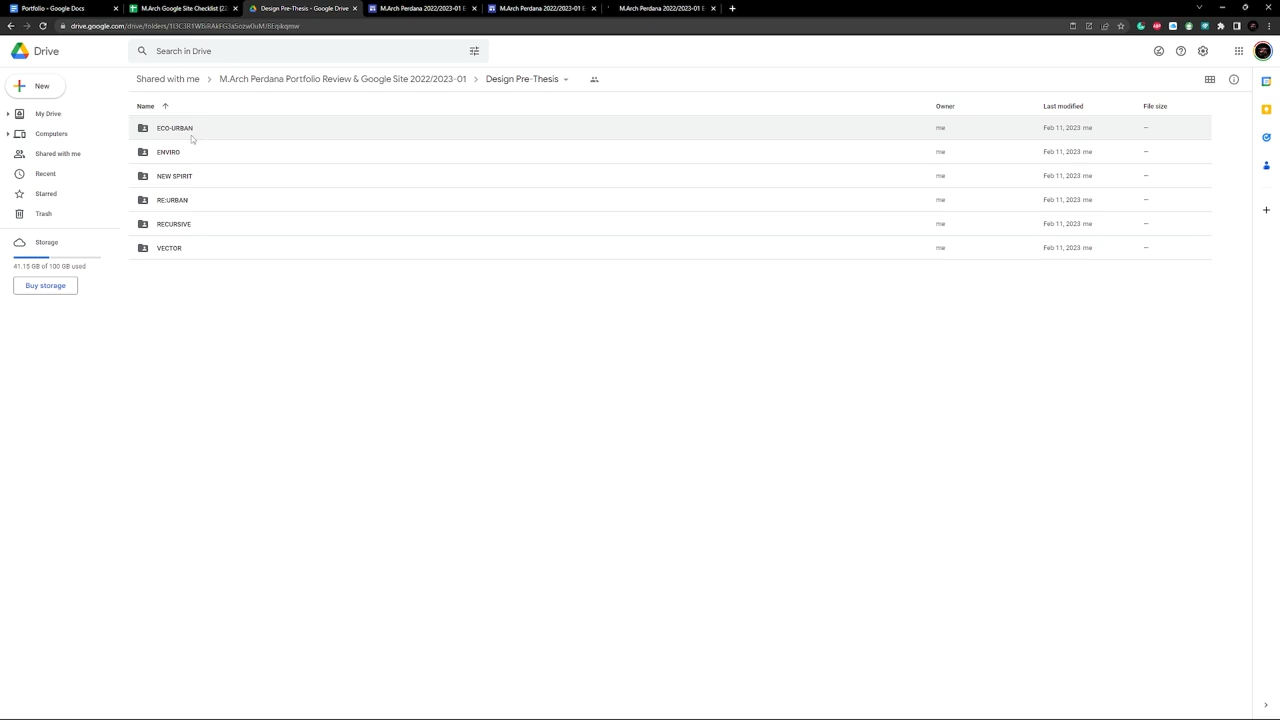 Portfolio - Google Docs
M.Arch Google Site Checklist (22
Design Pre-Thesis - Google Drive
M.Arch Perdana 2022/2023-01 E
M.Arch Perdana 2022/2023-01 E
M.Arch Perdana 2022/2023-01 E
Drive
Search in Drive
New
Shared with me
M.Arch Perdana Portfolio Review & Google Site 2022/2023-01
Design Pre-Thesis
My Drive
Computers
Shared with me
Recent
Starred
Trash
Storage
41.15 GB of 100 GB used
Buy storage
Name Owner Last modified File size
ECO-URBAN me Feb 11, 2023 me –
ENVIRO me Feb 11, 2023 me –
NEW SPIRIT me Feb 11, 2023 me –
RE:URBAN me Feb 11, 2023 me –
RECURSIVE me Feb 11, 2023 me –
VECTOR me Feb 11, 2023 me –